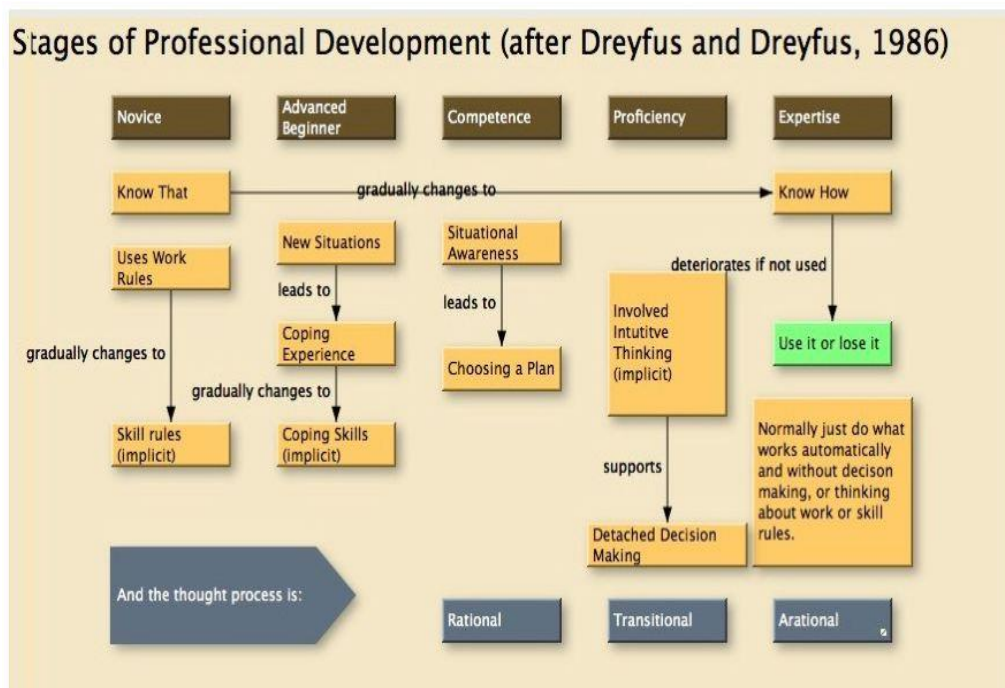 Stages of Professional Development (after Dreyfus and Dreyfus, 1986)
Novice
Advanced
Beginner
Competence
Proficiency
Expertise
Know That
gradually changes to
Know How
Uses Work
Rules
New Situations
Situational
Awareness
deteriorates if not used
leads to
leads to
Involved
Intuitve
Thinking
(implicit)
Coping
Experience
Use it or lose it
gradually changes to
Choosing a Plan
gradually changes to
Skill rules
(implicit)
Coping Skills
(implicit)
Normally just do what
works automatically
and without decison
making, or thinking
about work or skill
rules.
supports
Detached Decision
Making
And the thought process is:
Rational
Transitional
Arational